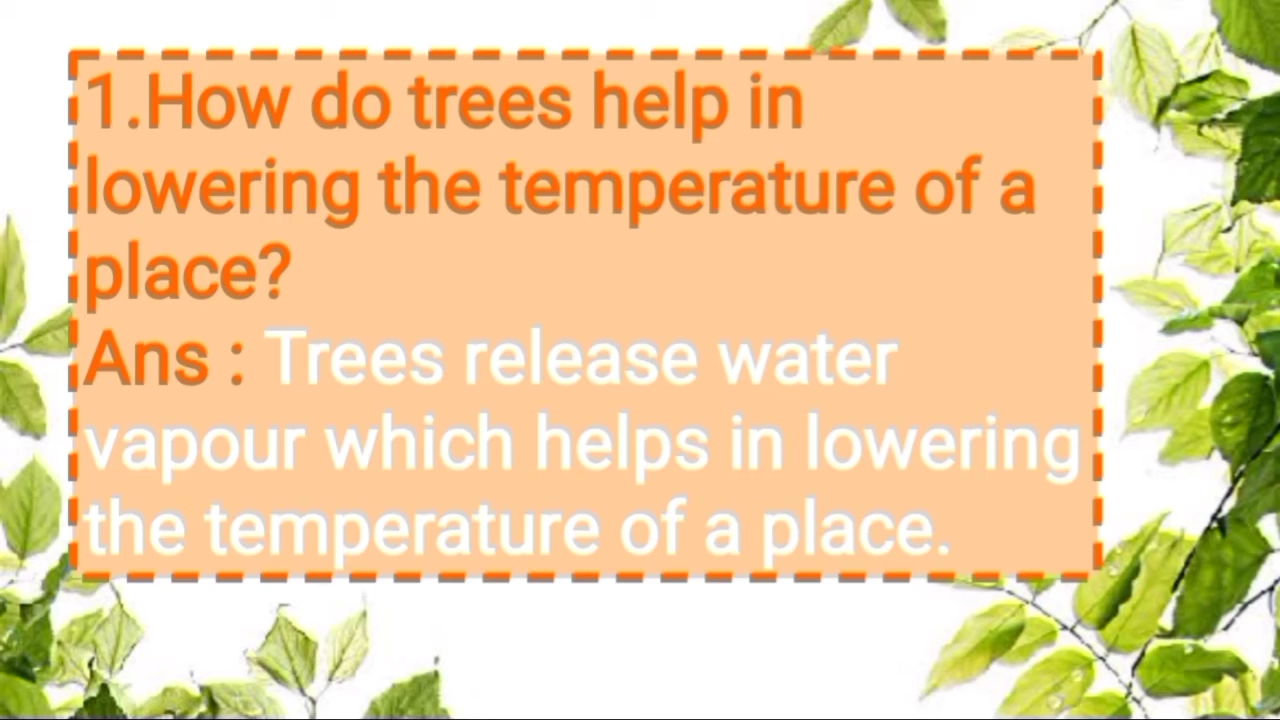 1.How do trees help in
lowering the temperature of a
place?
Ans : Trees release water
vapour which helps in lowering
the temperature of a place.